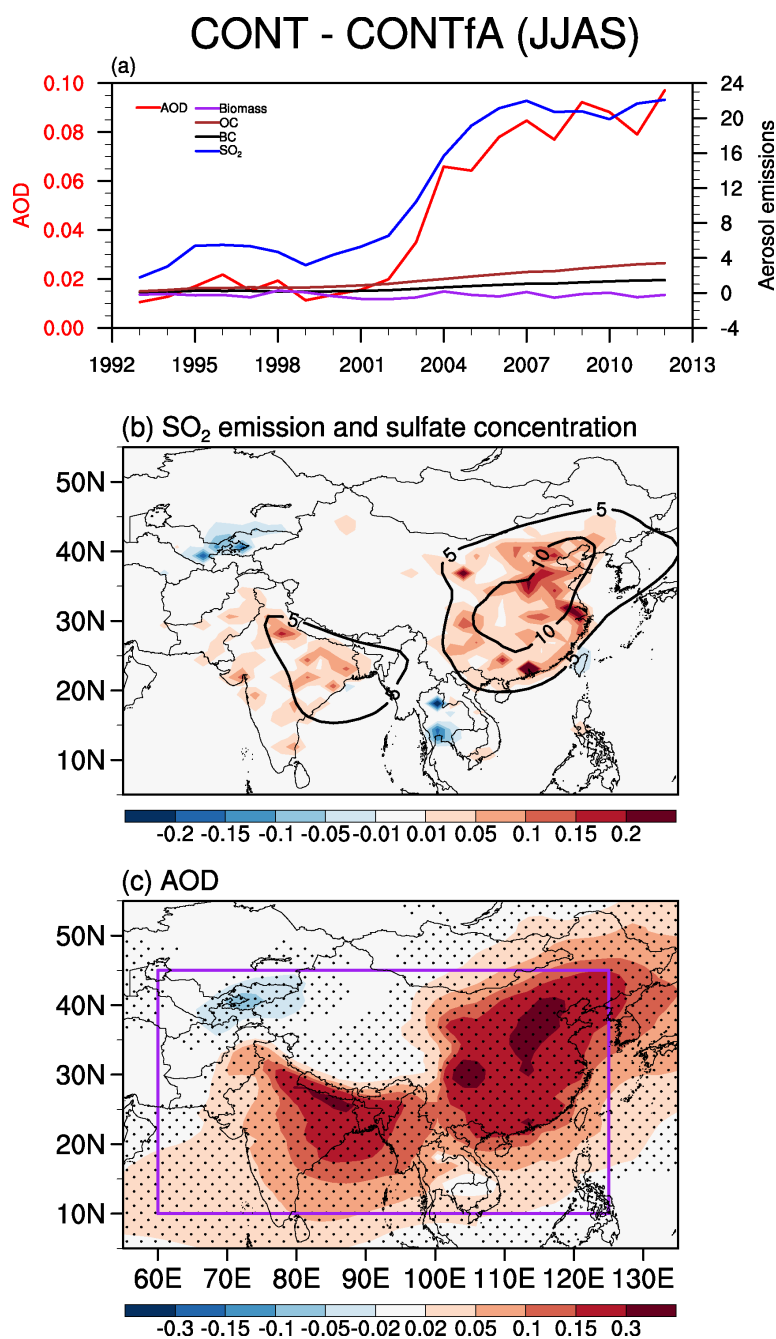 CONT - CONTfA (JJAS)
(a)
0.10
0.08
0.06
0.04
0.02
0.00
AOD
24
20
16
12
8
4
0
-4
Aerosol emissions
AOD
Biomass
OC
BC
SO₂
1992 1995 1998 2001 2004 2007 2010 2013
(b) SO₂ emission and sulfate concentration
50N
40N
30N
20N
10N
5
5
10
5
10
5
5
-0.2 -0.15 -0.1 -0.05 -0.01 0.01 0.05 0.1 0.15 0.2
(c) AOD
50N
40N
30N
20N
10N
60E 70E 80E 90E 100E 110E 120E 130E
-0.3 -0.15 -0.1 -0.05 -0.02 0.02 0.05 0.1 0.15 0.3